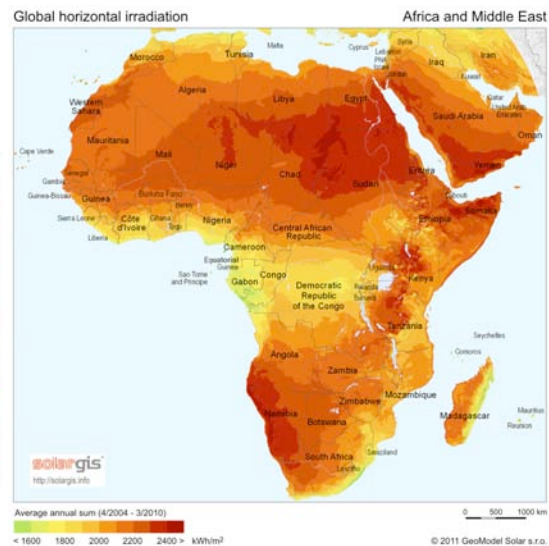 Global horizontal irradiation
Africa and Middle East
Malta
Cyprus
Syria
Lebanon
Tunisia
Morocco
Iraq
Iran
Jordan
Kuwait
Algeria
Libya
Egypt
Qatar
United Arab
Emirates
Western
Sahara
Saudi Arabia
Oman
Mauritania
Mali
Niger
Cape Verde
Chad
Sudan
Eritrea
Yemen
Senegal
Gambia
Guinea-Bissau
Guinea
Burkina Faso
Djibouti
Benin
Somalia
Sierra Leone
Côte
d'Ivoire
Ghana
Togo
Nigeria
Ethiopia
Central African
Republic
Liberia
Cameroon
Equatorial
Guinea
Uganda
Kenya
Sao Tome
and Principe
Gabon
Congo
Democratic
Republic
of the Congo
Rwanda
Burundi
Tanzania
Seychelles
Comoros
Angola
Zambia
Mozambique
Zimbabwe
Madagascar
Mauritius
Reunion
Namibia
Botswana
Swaziland
South Africa
Lesotho
solargis
http://solargis.info
Average annual sum (4/2004 - 3/2010)
0 500 1000 km
< 1600 1800 2000 2200 2400 > kWh/m²
© 2011 GeoModel Solar s.r.o.